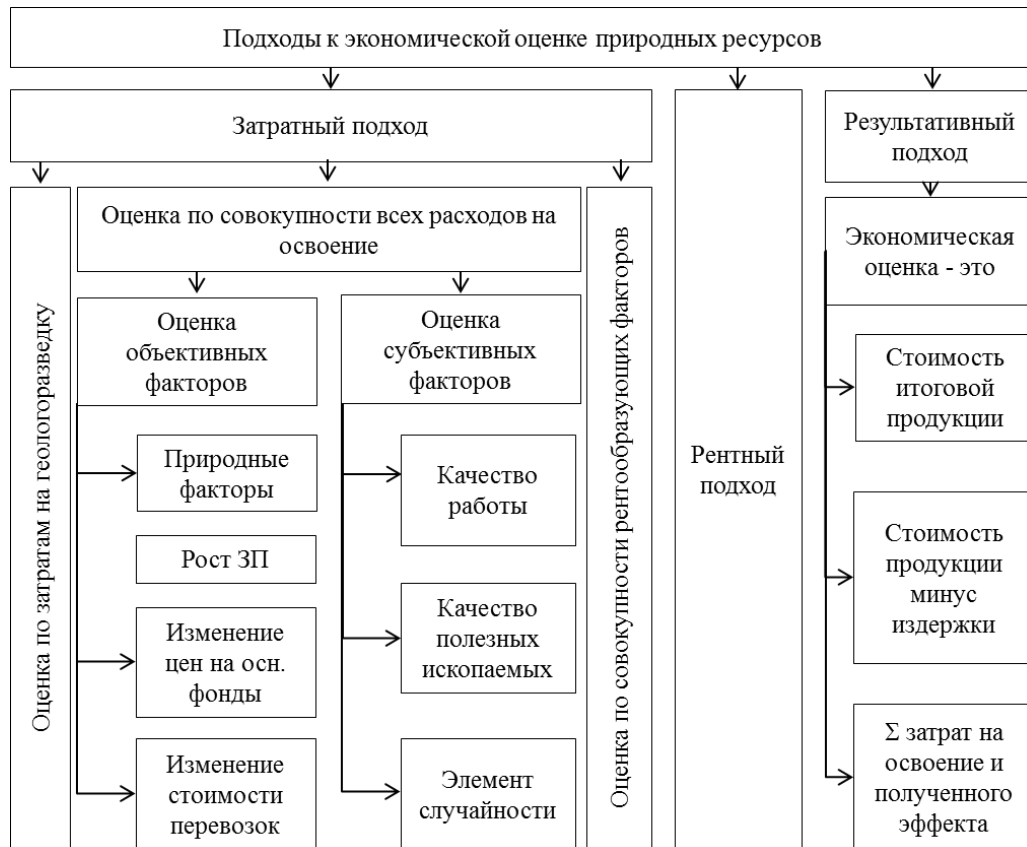 Подходы к экономической оценке природных ресурсов
Затратный подход
Результативный
подход
Оценка по затратам на геологоразведку
Оценка по совокупности всех расходов на
освоение
Оценка
объективных
факторов
Природные
факторы
Рост ЗП
Изменение
цен на осн.
фонды
Изменение
стоимости
перевозок
Оценка
субъективных
факторов
Качество
работы
Качество
полезных
ископаемых
Элемент
случайности
Оценка по совокупности рентообразующих факторов
Рентный
подход
Экономическая
оценка - это
Стоимость
итоговой
продукции
Стоимость
продукции
минус
издержки
Σ затрат на
освоение и
полученного
эффекта